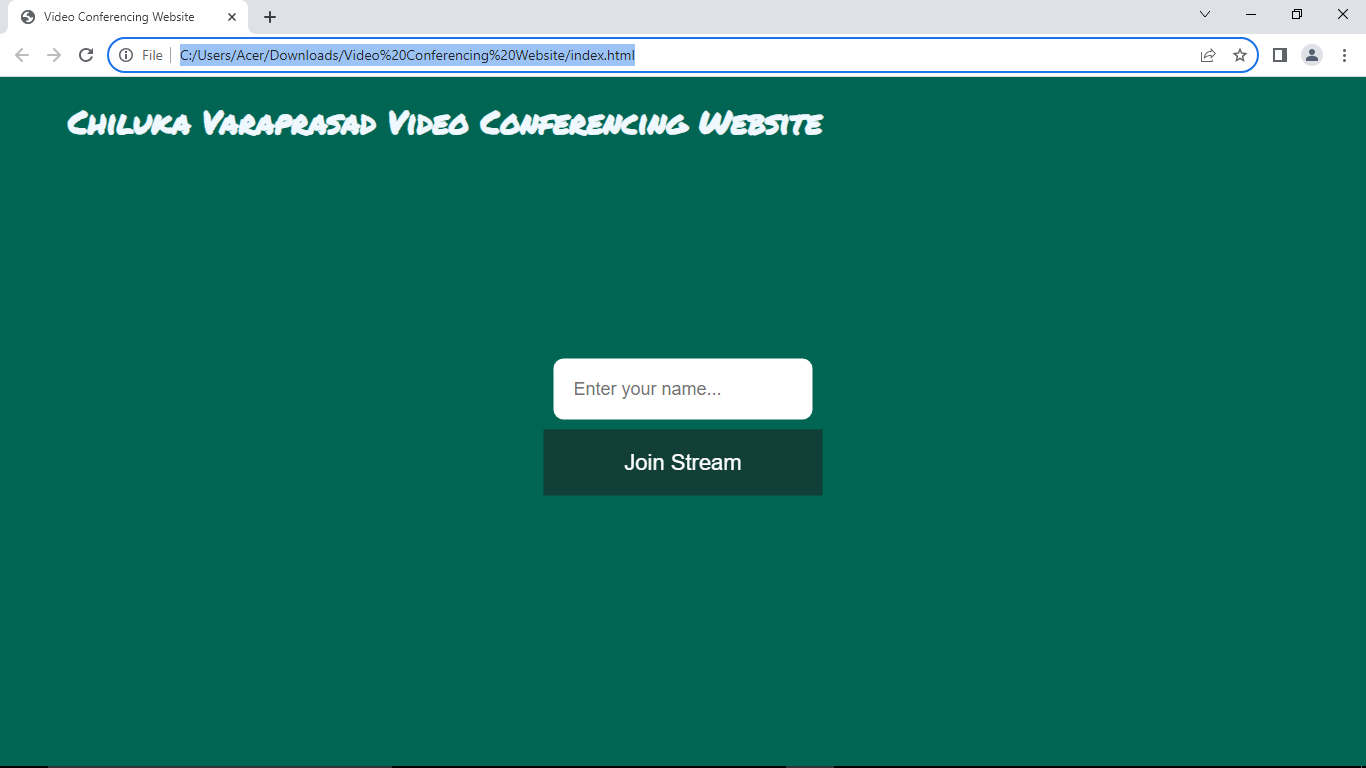 Video Conferencing Website
File
C:/Users/Acer/Downloads/Video%20Conferencing%20Website/index.html
Chiluka Varaprasad Video Conferencing Website
Enter your name...
Join Stream